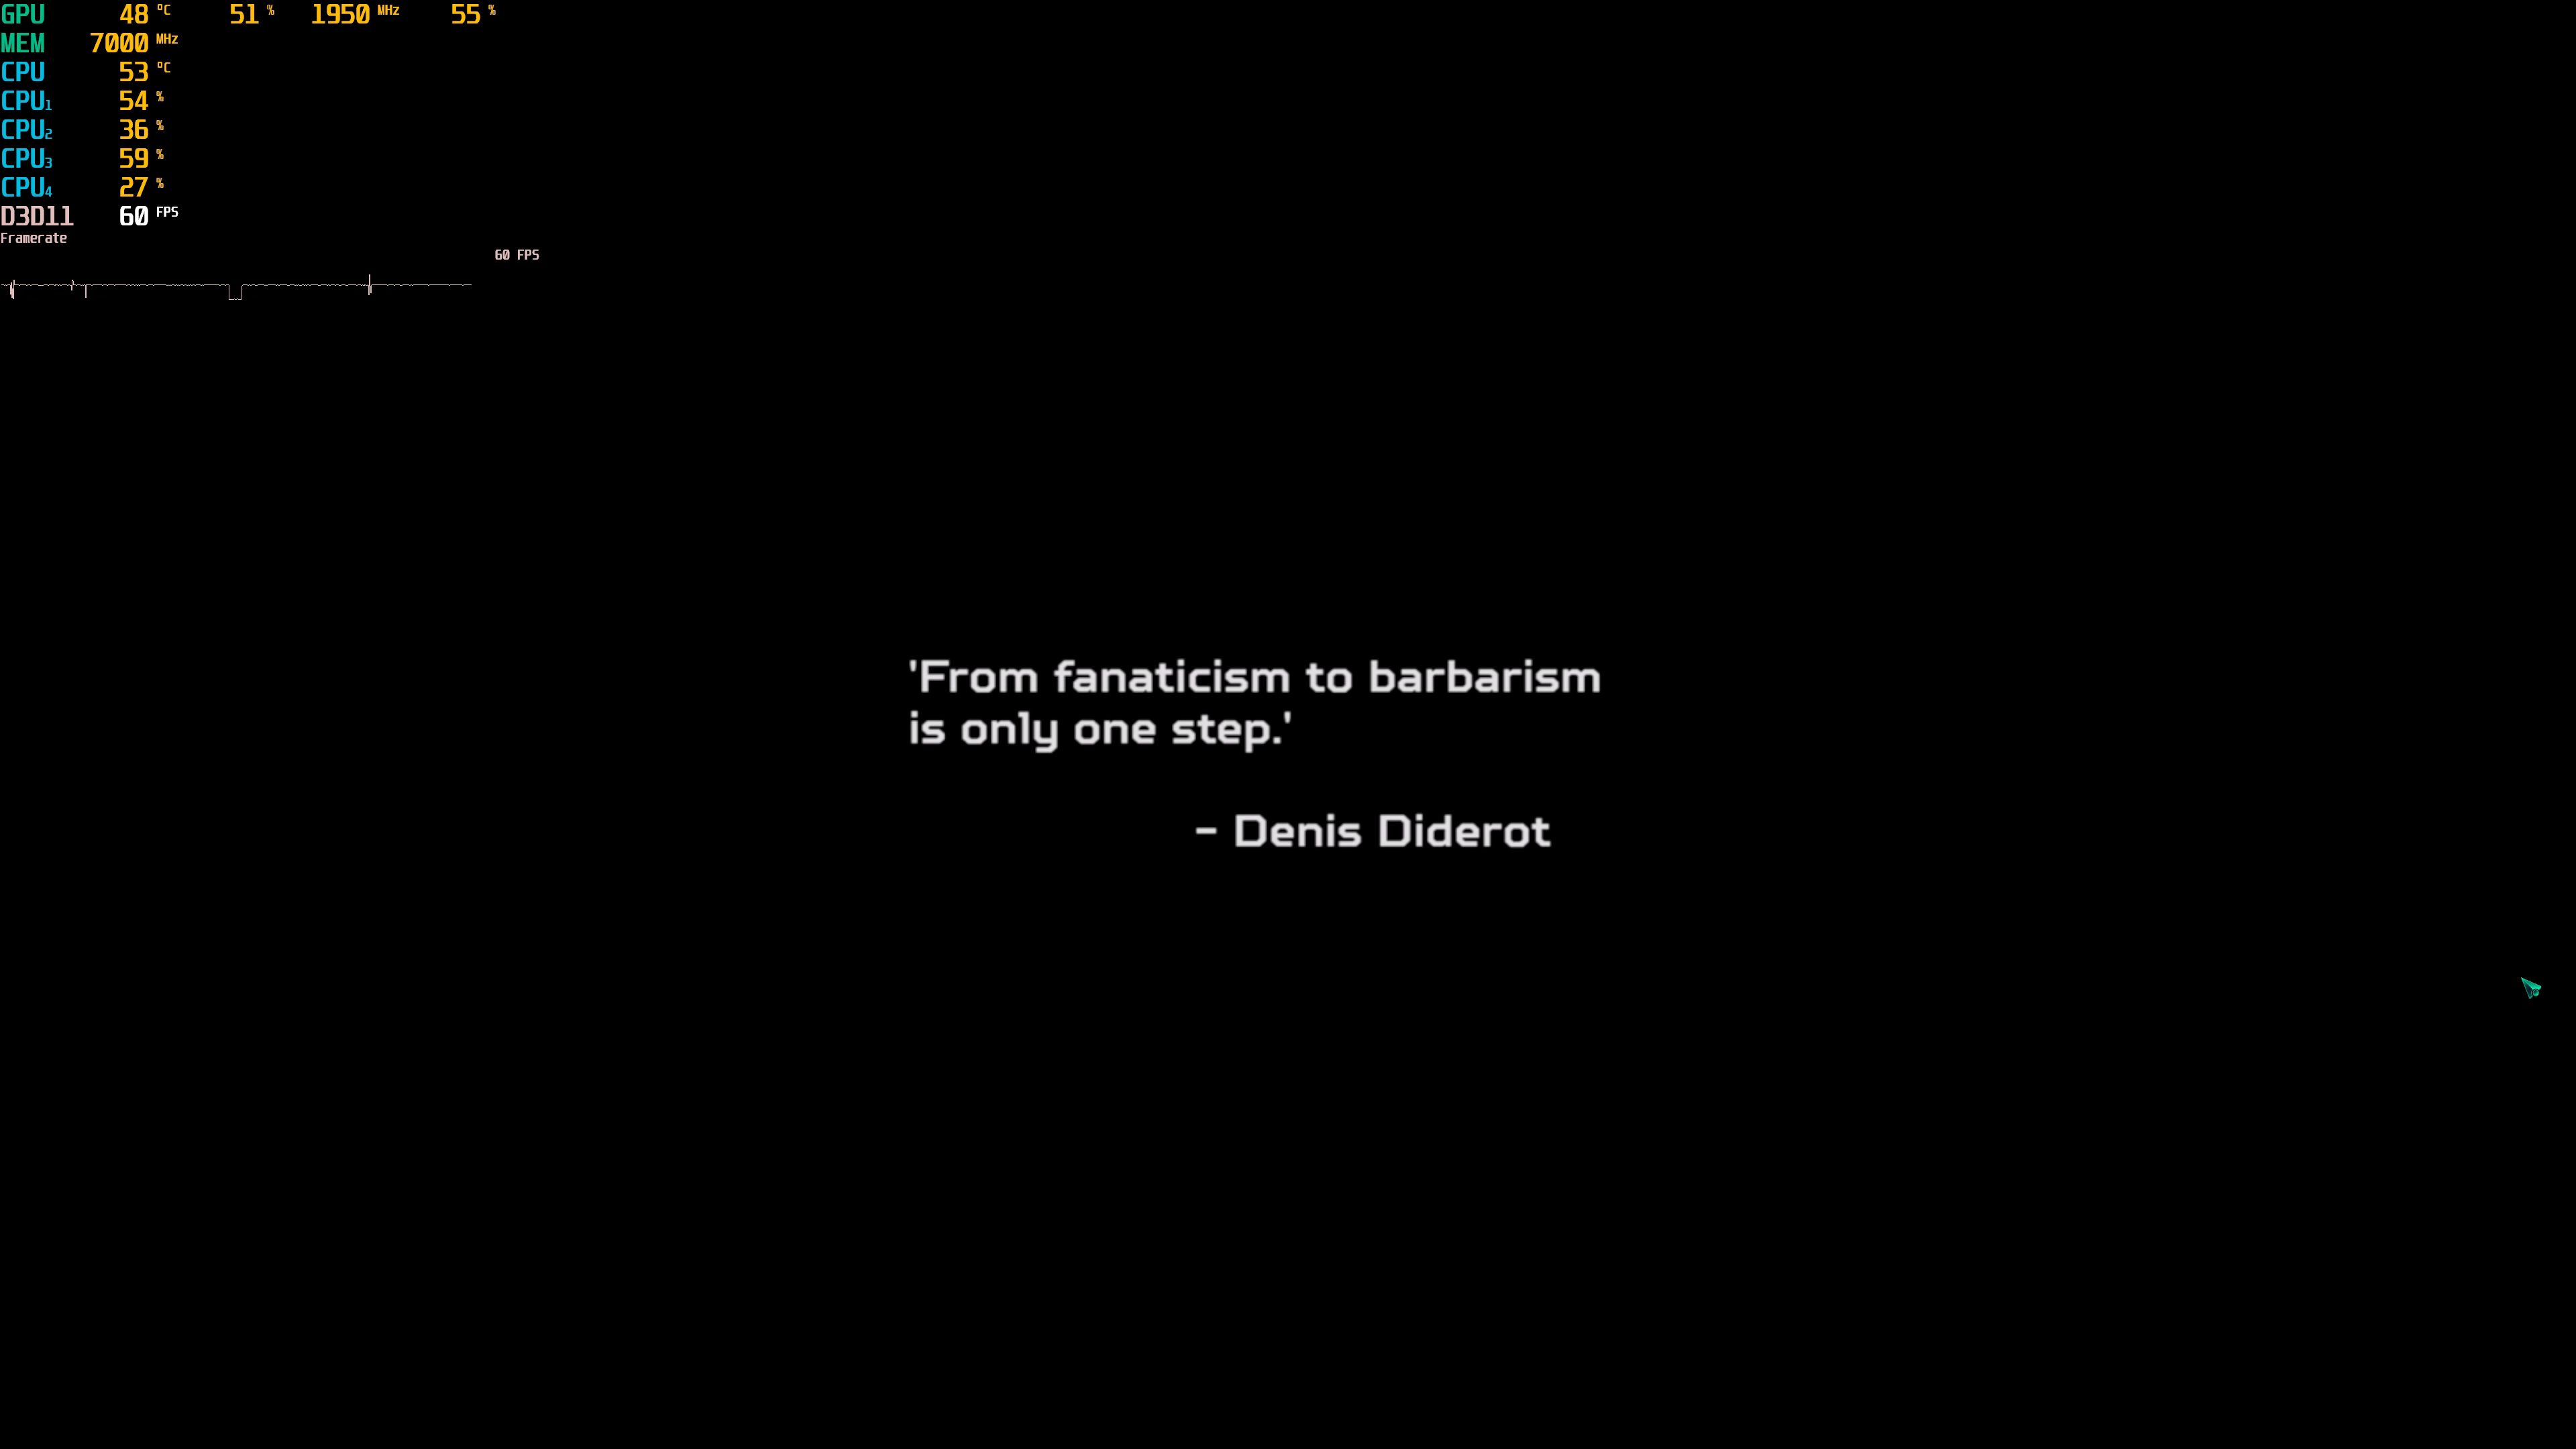 GPU 48 °C 51 % 1950 MHz 55 %
MEM 7000 MHz
CPU 53 °C
CPU1 54 %
CPU2 36 %
CPU3 59 %
CPU4 27 %
D3D11 60 FPS
Framerate
60 FPS
'From fanaticism to barbarism
is only one step.'
- Denis Diderot